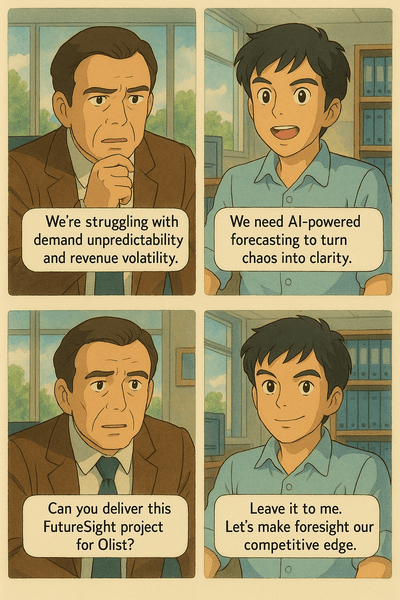 We're struggling with
demand unpredictability
and revenue volatility.
We need AI-powered
forecasting to turn
chaos into clarity.
Can you deliver this
FutureSight project
for Olist?
Leave it to me.
Let's make foresight our
competitive edge.